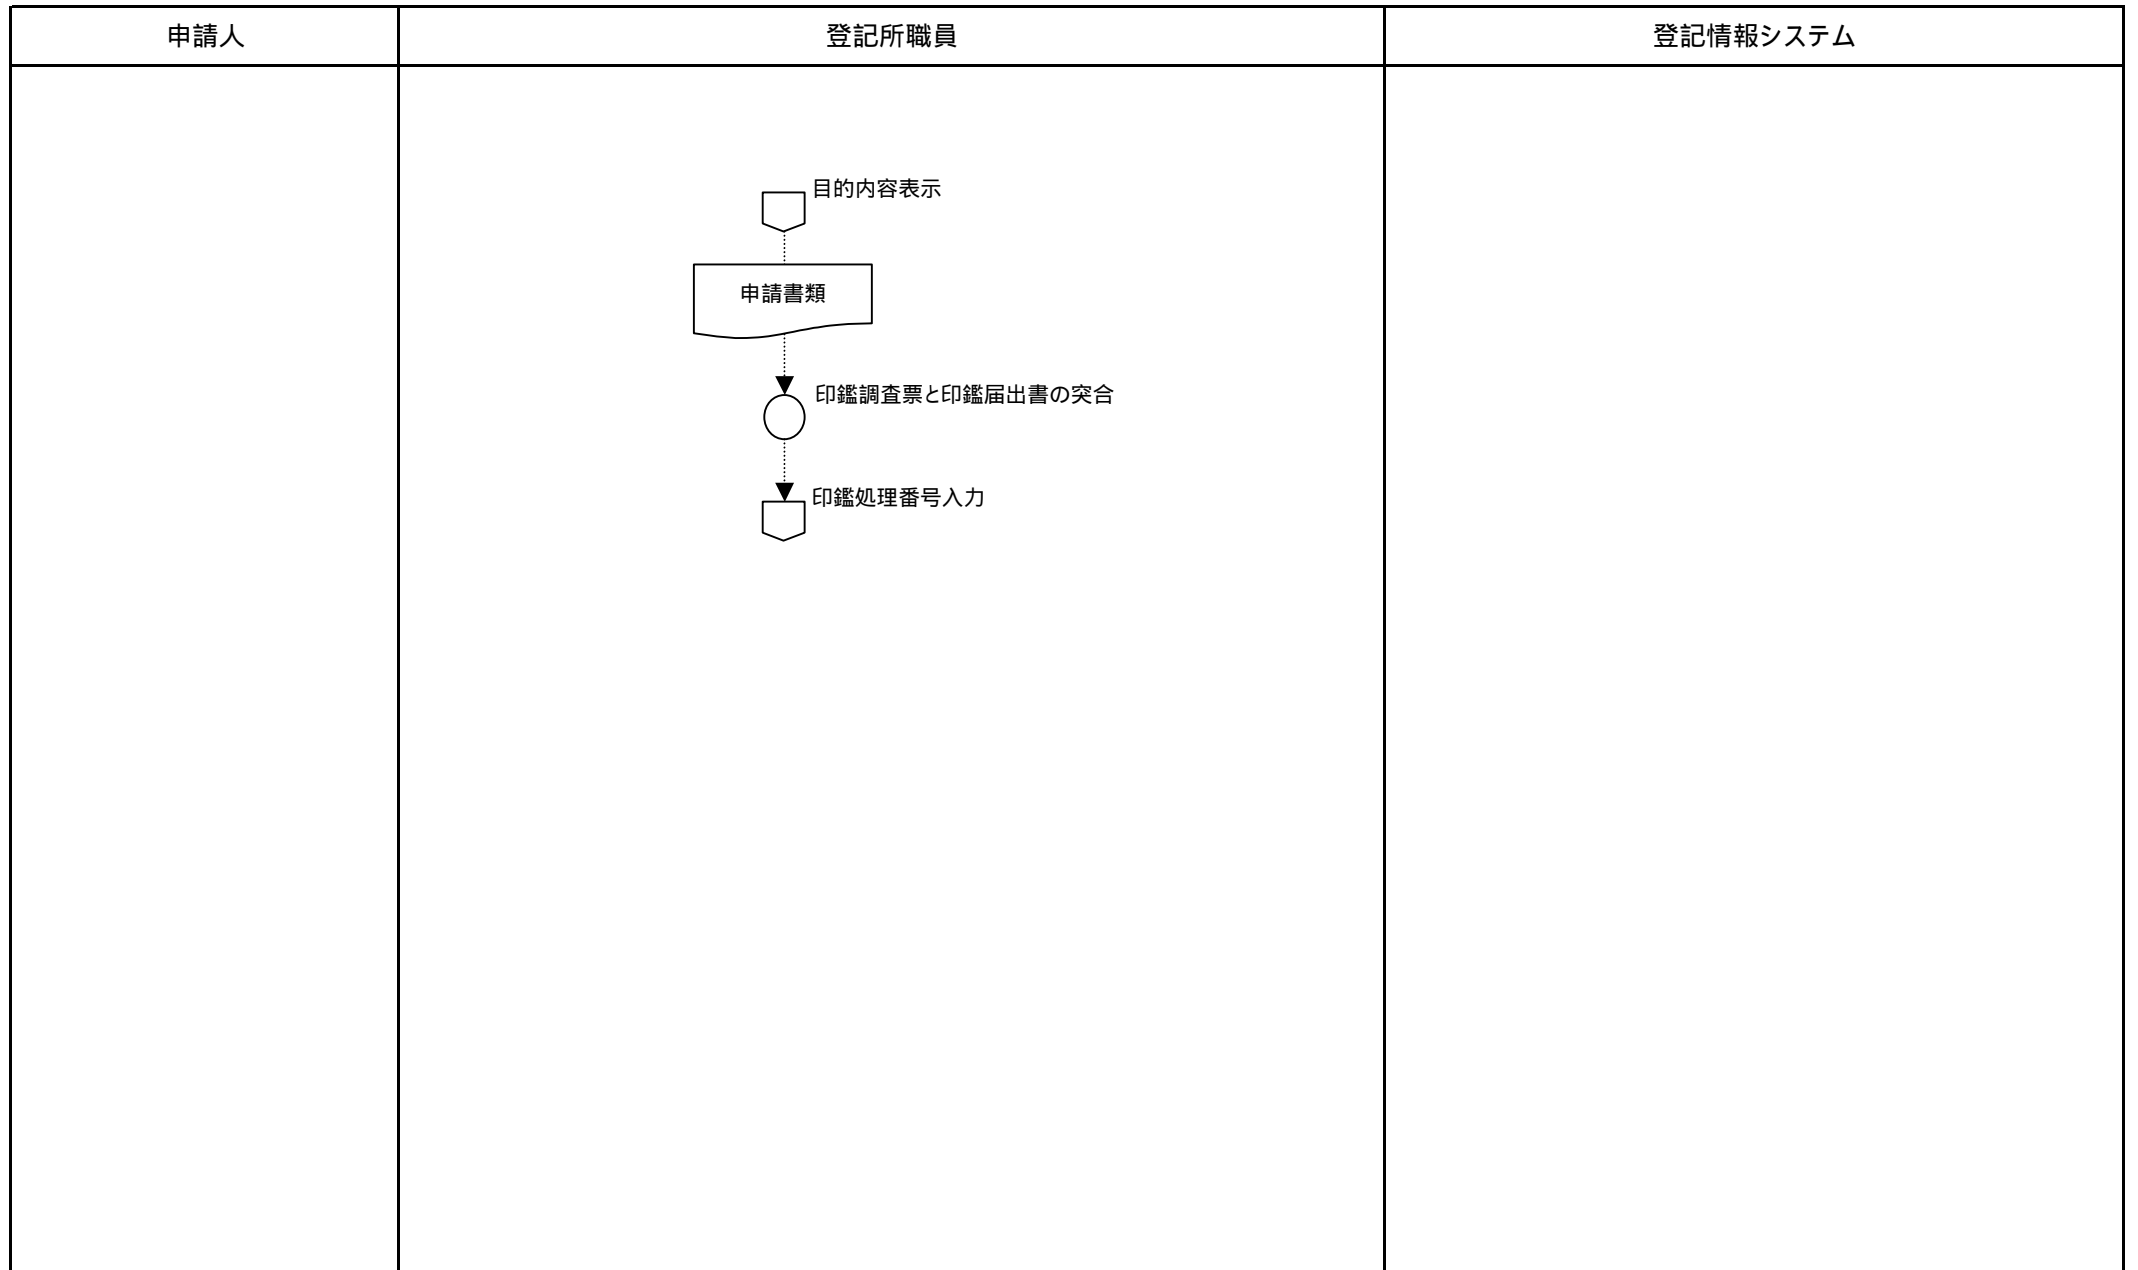 申請人
登記所職員
登記情報システム
目的内容表示
申請書類
印鑑調査票と印鑑届出書の突合
印鑑処理番号入力